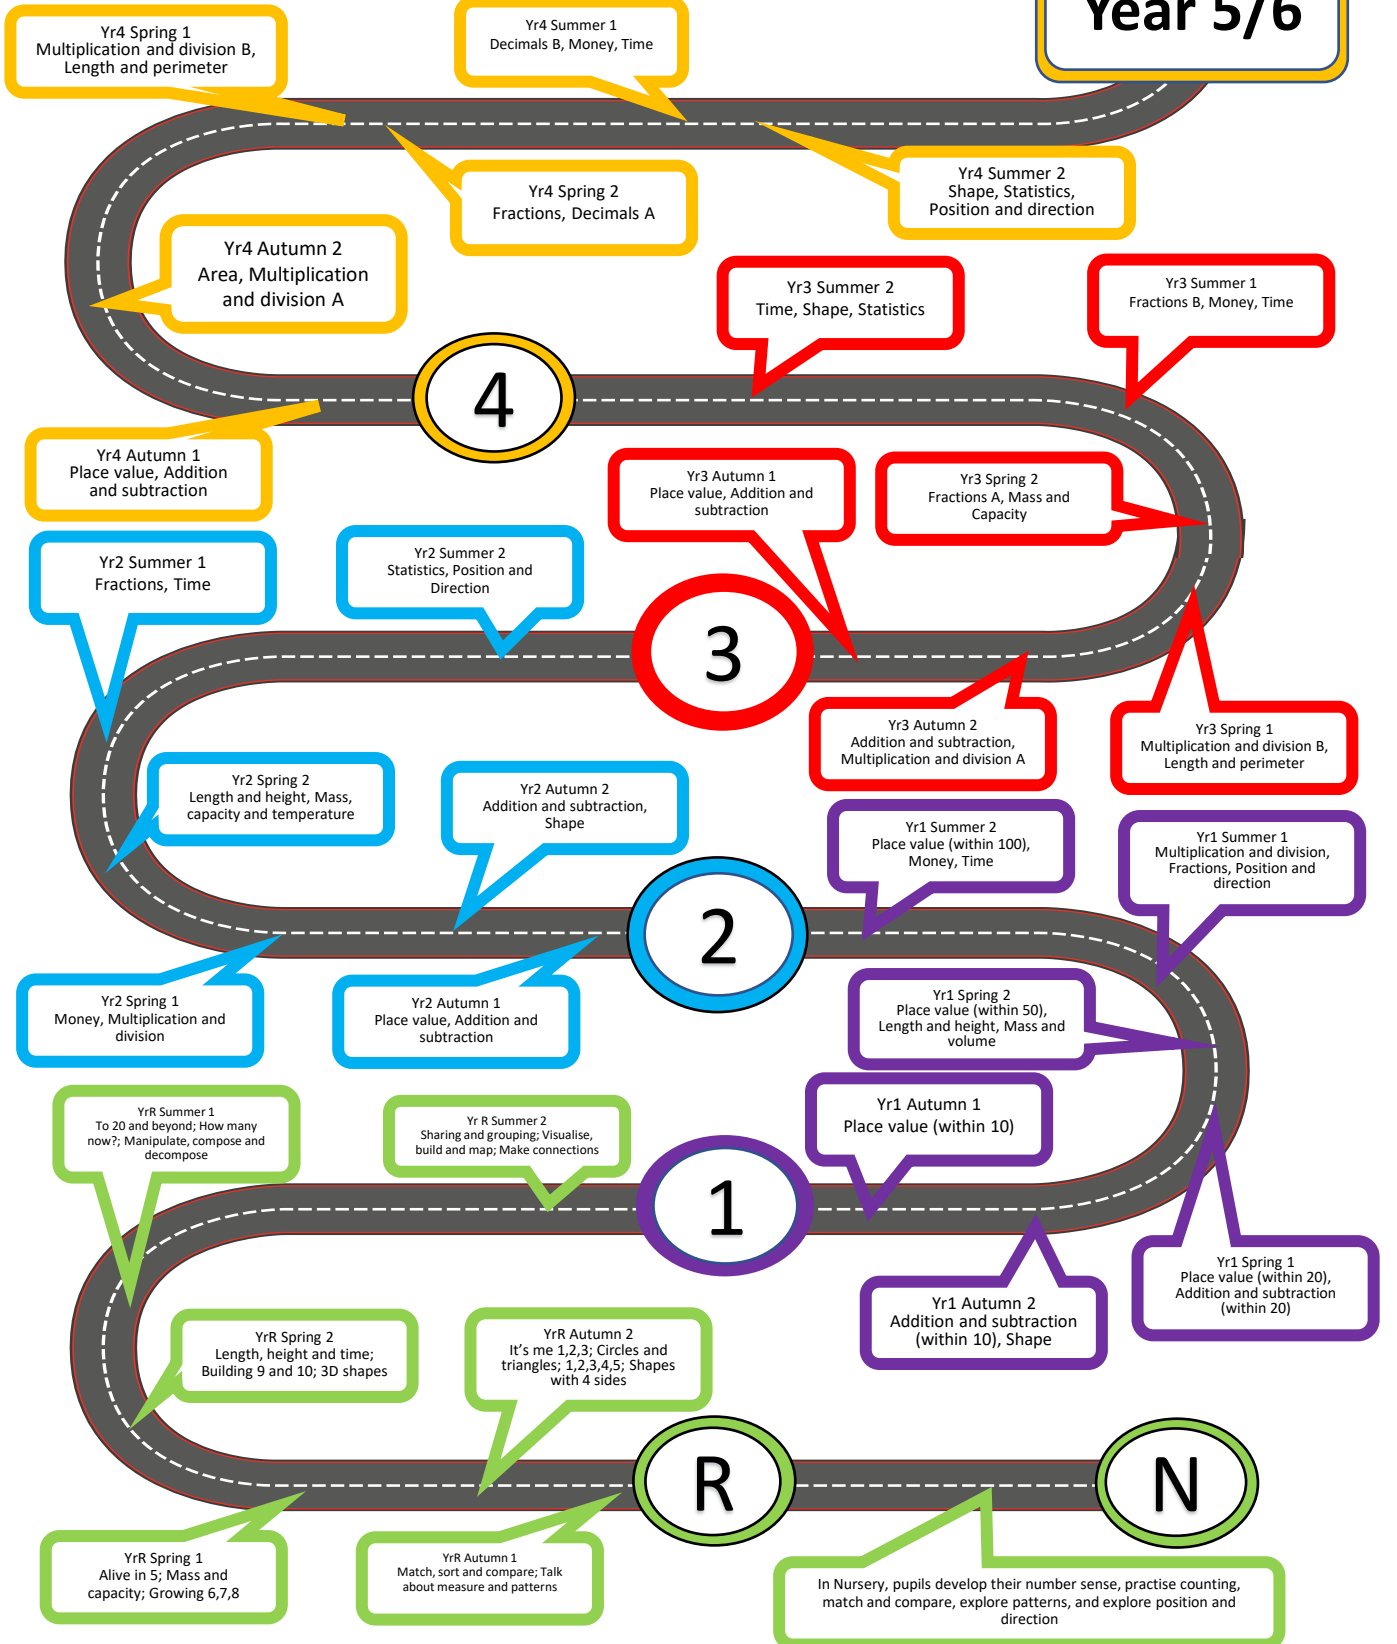 Year 5/6
Yr4 Spring 1
Multiplication and division B,
Length and perimeter
Yr4 Summer 1
Decimals B, Money, Time
Yr4 Spring 2
Fractions, Decimals A
Yr4 Summer 2
Shape, Statistics,
Position and direction
Yr4 Autumn 2
Area, Multiplication
and division A
Yr3 Summer 2
Time, Shape, Statistics
Yr3 Summer 1
Fractions B, Money, Time
4
Yr4 Autumn 1
Place value, Addition
and subtraction
Yr3 Autumn 1
Place value, Addition and
subtraction
Yr3 Spring 2
Fractions A, Mass and
Capacity
Yr2 Summer 1
Fractions, Time
Yr2 Summer 2
Statistics, Position and
Direction
3
Yr3 Autumn 2
Addition and subtraction,
Multiplication and division A
Yr3 Spring 1
Multiplication and division B,
Length and perimeter
Yr2 Spring 2
Length and height, Mass,
capacity and temperature
Yr2 Autumn 2
Addition and subtraction,
Shape
Yr1 Summer 2
Place value (within 100),
Money, Time
Yr1 Summer 1
Multiplication and division,
Fractions, Position and
direction
2
Yr2 Spring 1
Money, Multiplication and
division
Yr2 Autumn 1
Place value, Addition and
subtraction
Yr1 Spring 2
Place value (within 50),
Length and height, Mass and
volume
YrR Summer 1
To 20 and beyond; How many
now?; Manipulate, compose and
decompose
Yr R Summer 2
Sharing and grouping; Visualise,
build and map; Make connections
Yr1 Autumn 1
Place value (within 10)
1
Yr1 Autumn 2
Addition and subtraction
(within 10), Shape
Yr1 Spring 1
Place value (within 20),
Addition and subtraction
(within 20)
YrR Spring 2
Length, height and time;
Building 9 and 10; 3D shapes
YrR Autumn 2
It's me 1,2,3; Circles and
triangles; 1,2,3,4,5; Shapes
with 4 sides
R
N
YrR Spring 1
Alive in 5; Mass and
capacity; Growing 6,7,8
YrR Autumn 1
Match, sort and compare; Talk
about measure and patterns
In Nursery, pupils develop their number sense, practise counting,
match and compare, explore patterns, and explore position and
direction